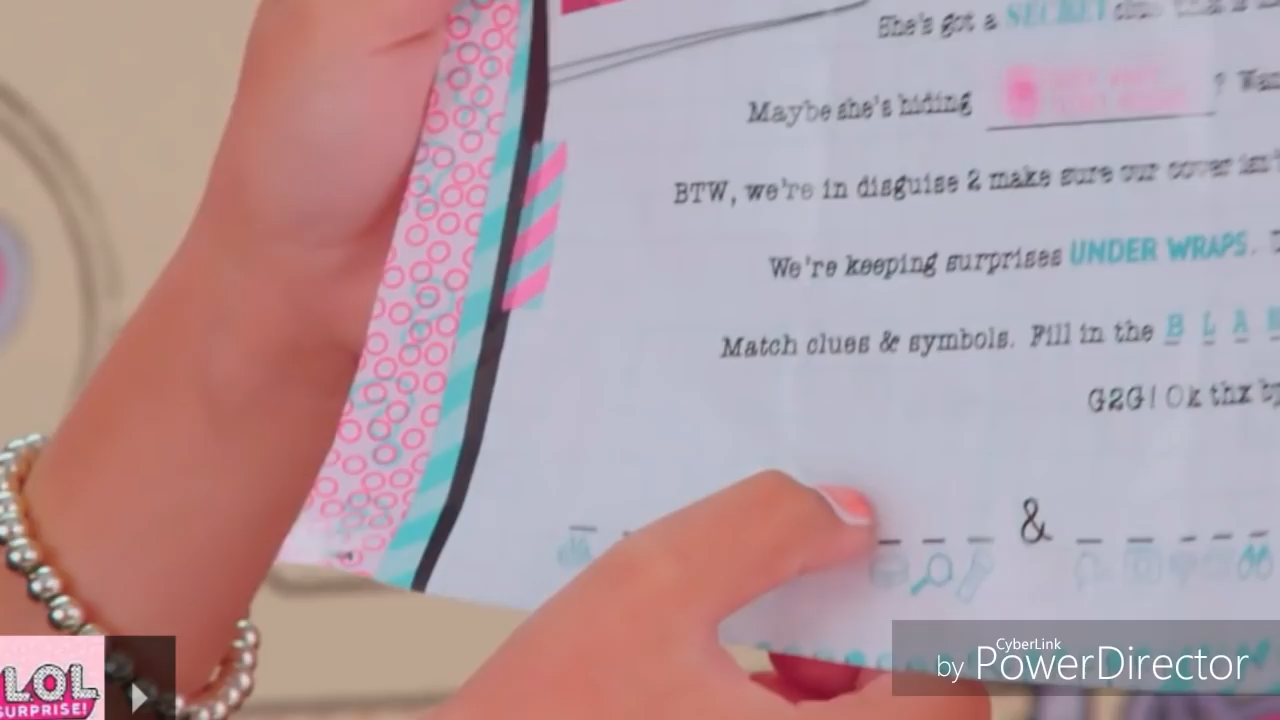 She's got a SECRET
Maybe she's hiding ?
BTW, we're in disguise 2 make sure our cover isn't
We're keeping surprises UNDER WRAPS.
Match clues & symbols. Fill in the B L A
G2G! Ok thx
&
L.O.L
SURPRISE!
CyberLink
by PowerDirector